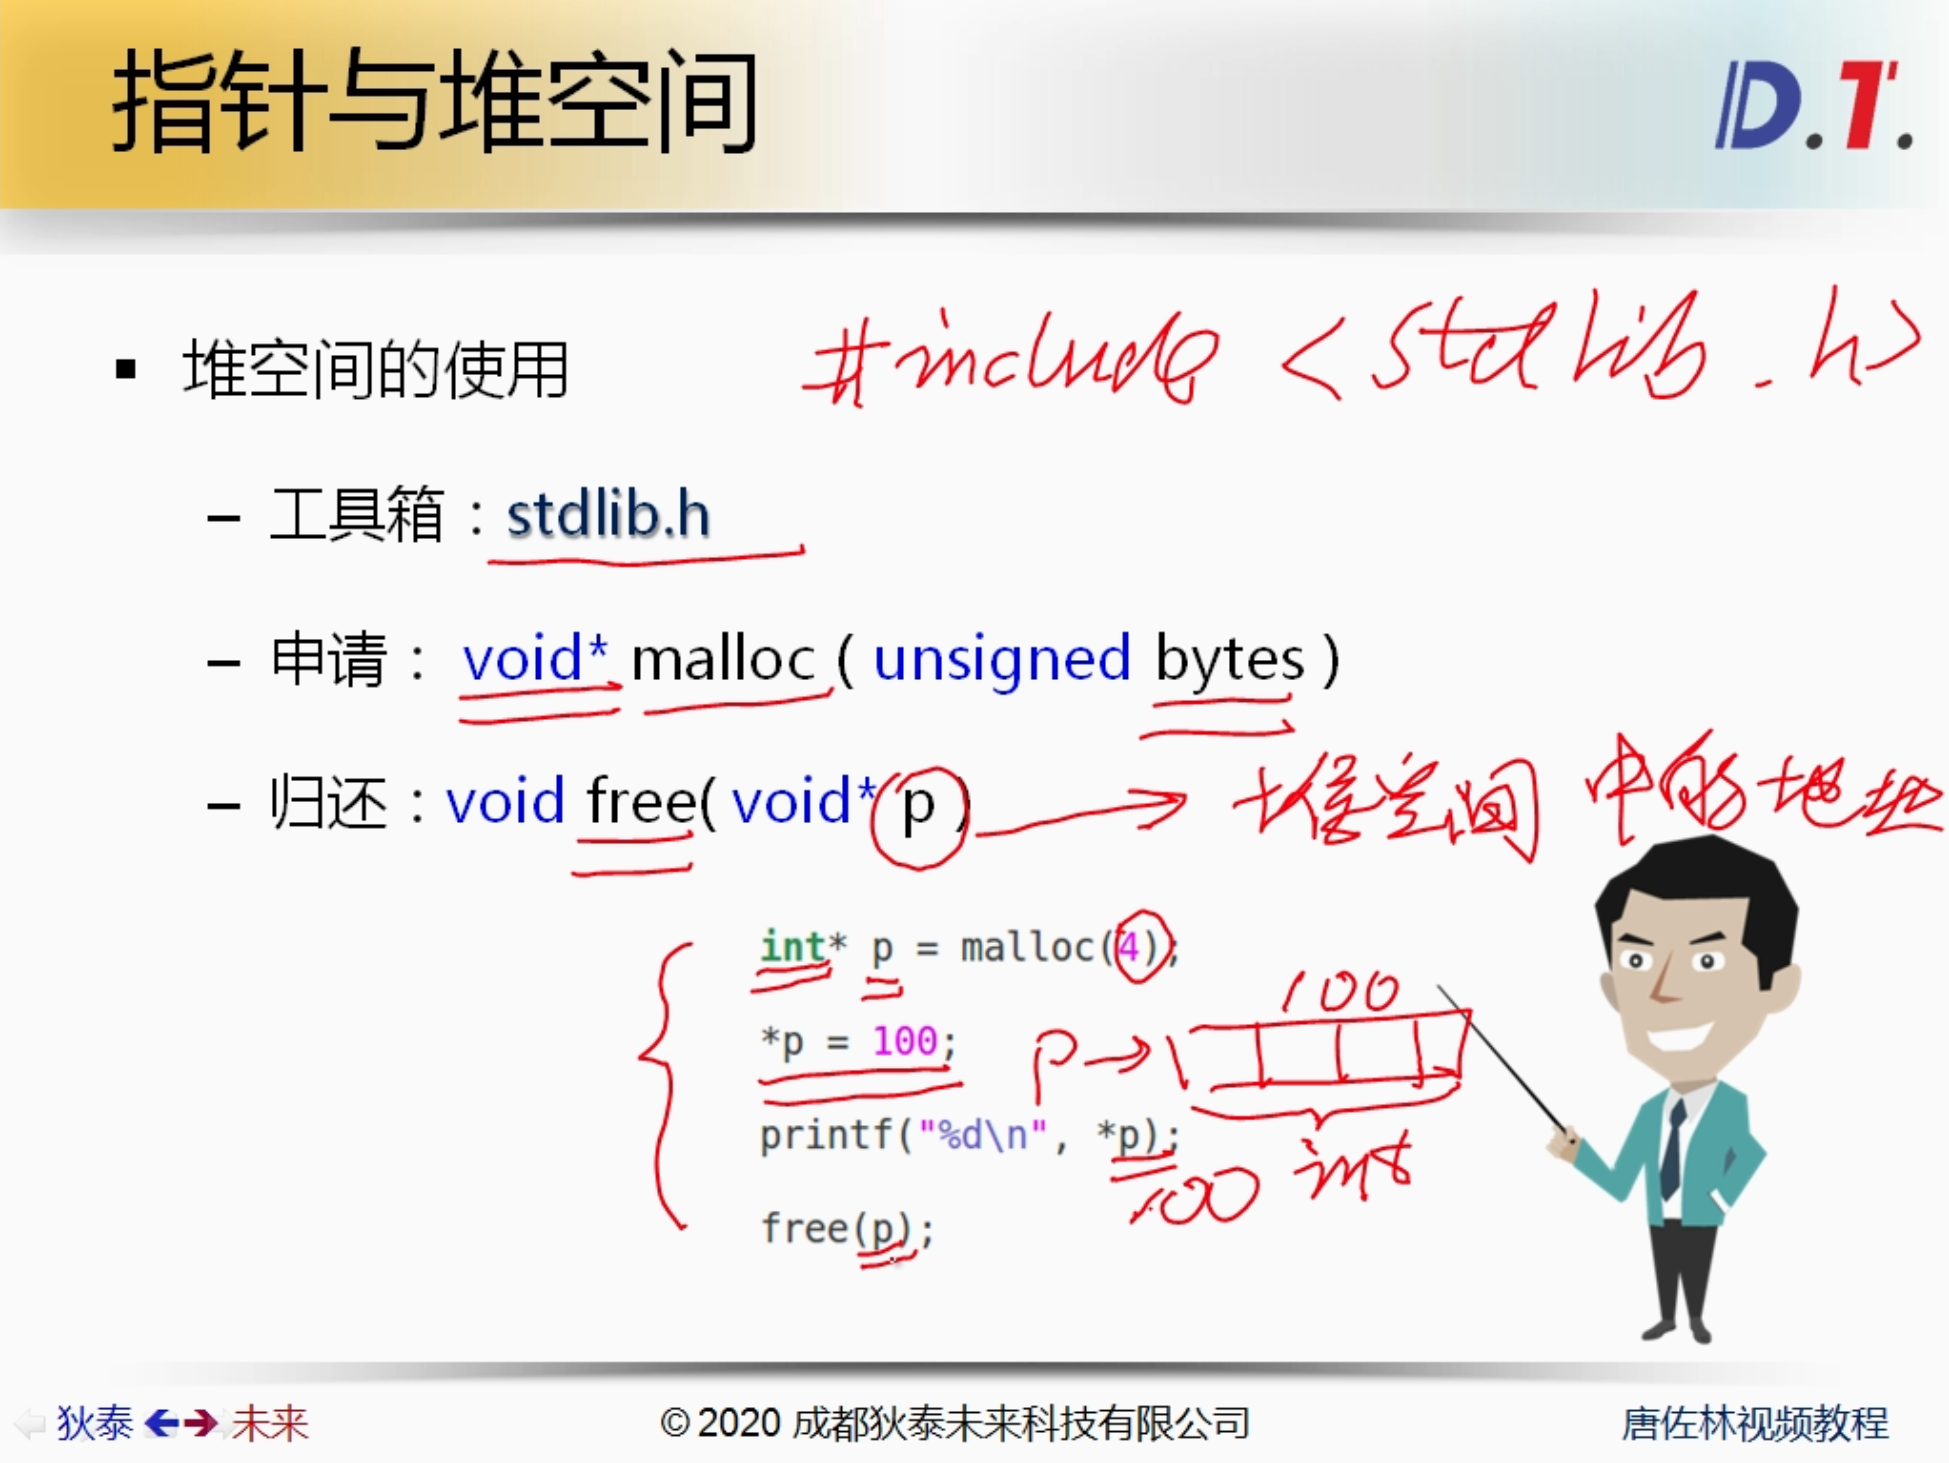 指针与堆空间
D.T.
▪ 堆空间的使用
#include <stdlib.h>
– 工具箱：stdlib.h
– 申请： void* malloc ( unsigned bytes )
– 归还：void free( void* p ) → 堆空间中的地址
int* p = malloc(4);
100
*p = 100;
p→
printf("%d\n", *p);
100 int
free(p);
狄泰 未来
© 2020 成都狄泰未来科技有限公司
唐佐林视频教程